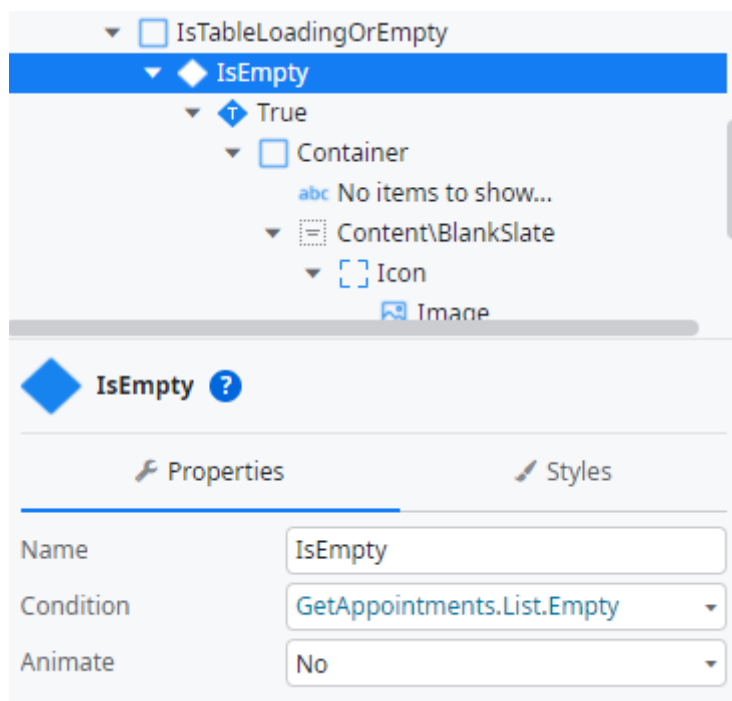 IsTableLoadingOrEmpty
IsEmpty
T True
Container
abc No items to show...
Content\BlankSlate
Icon
Image
IsEmpty ?
Properties Styles
Name IsEmpty
Condition GetAppointments.List.Empty
Animate No